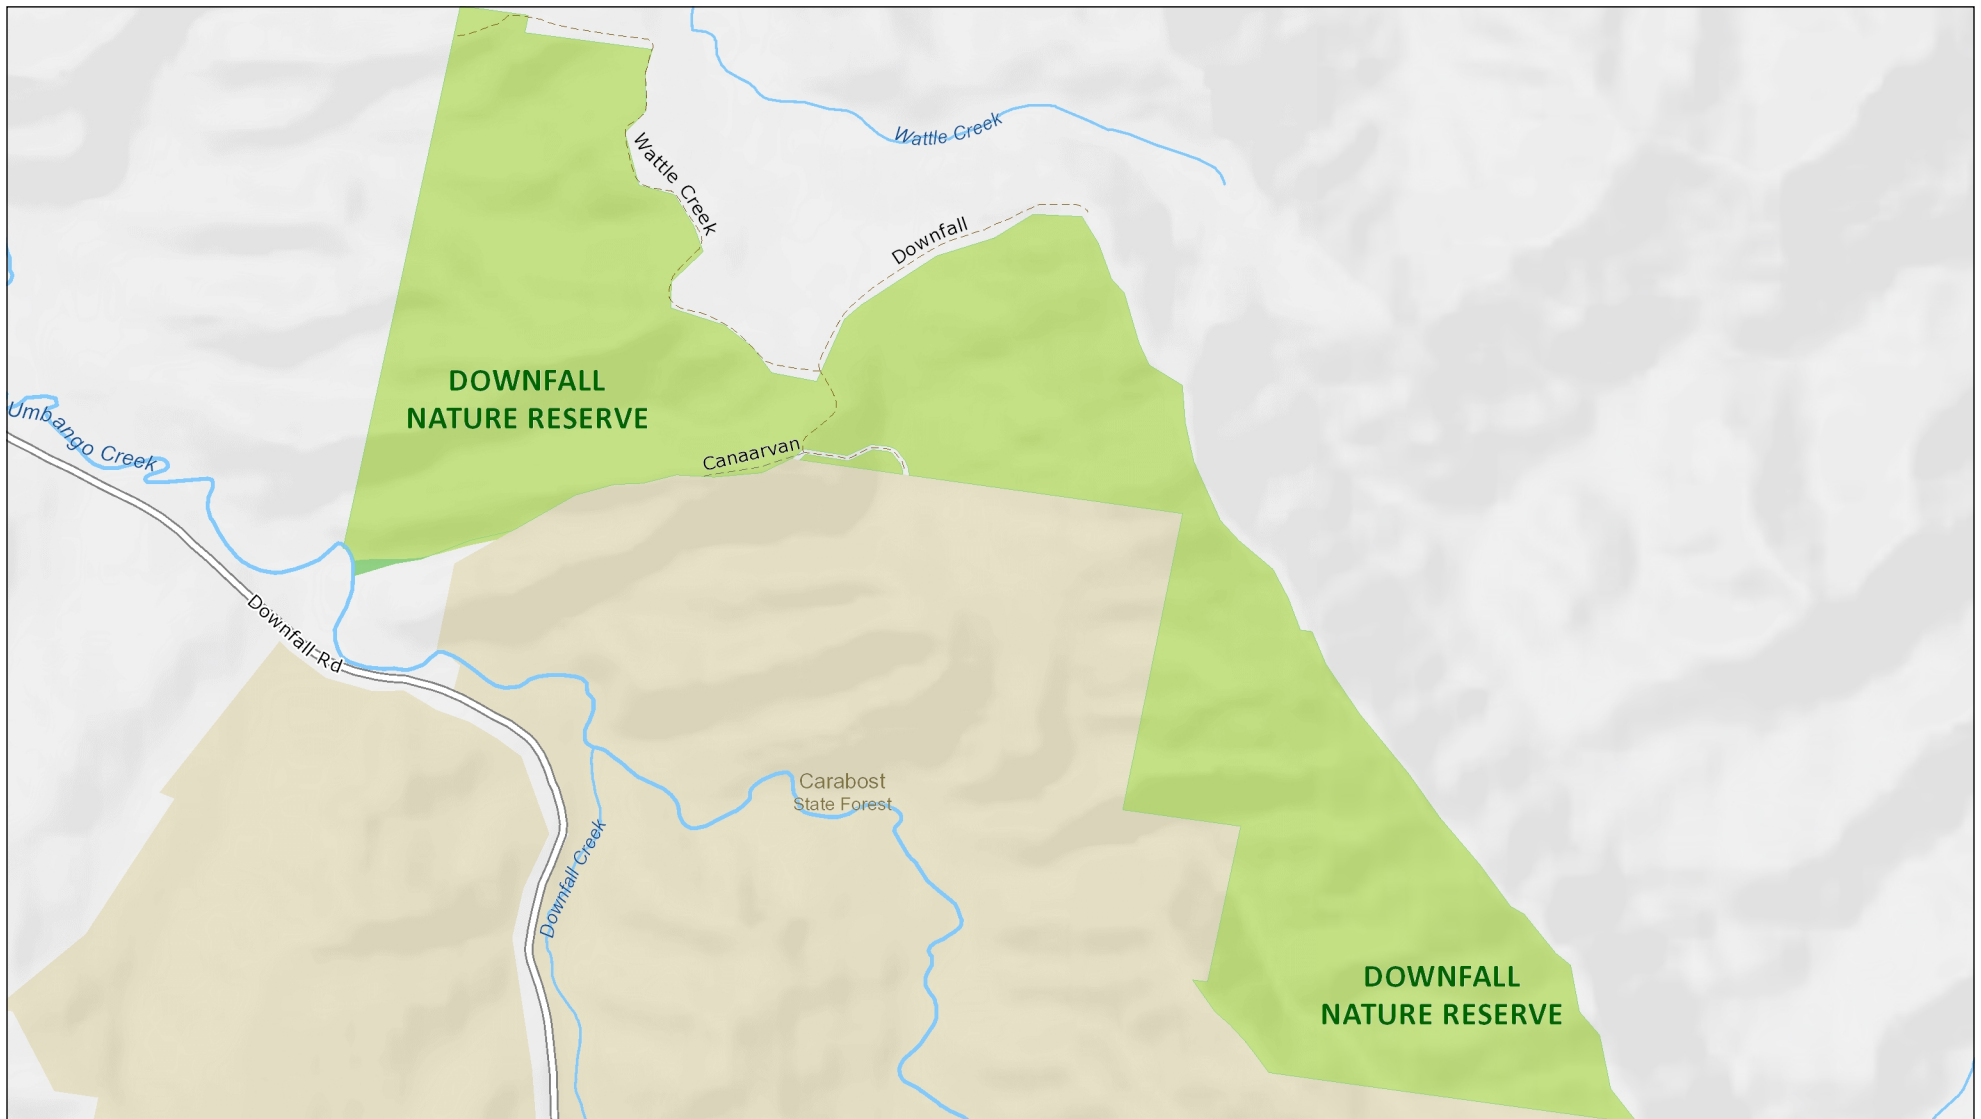 Wattle Creek
Wattle Creek
Downfall
DOWNFALL
NATURE RESERVE
Umbango Creek
Canaarvan
Downfall Rd
Carabost
State Forest
Downfall Creek
DOWNFALL
NATURE RESERVE